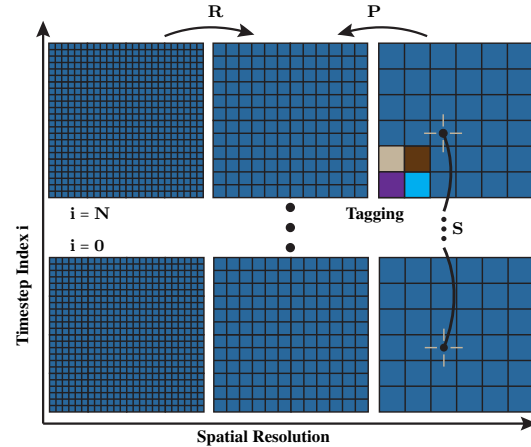 R
P
i = N
Tagging
i = 0
S
Timestep Index i
Spatial Resolution